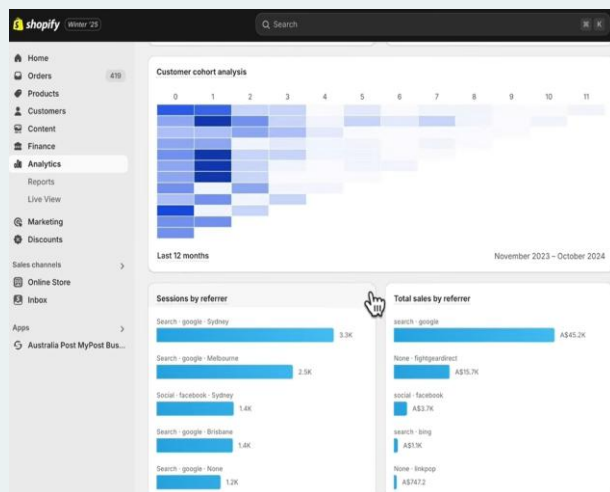 shopify Winter '25
Search
⌘ K
Home
Orders 419
Products
Customers
Content
Finance
Analytics
Reports
Live View
Marketing
Discounts
Sales channels
Online Store
Inbox
Apps
Australia Post MyPost Bus...
Customer cohort analysis
0 1 2 3 4 5 6 7 8 9 10 11
Last 12 months November 2023 – October 2024
Sessions by referrer
Search · google · Sydney
3.3K
Search · google · Melbourne
2.5K
Social · facebook · Sydney
1.4K
Search · google · Brisbane
1.4K
Search · google · None
1.2K
Total sales by referrer
search · google
A$45.2K
None · fightgeardirect
A$15.7K
social · facebook
A$3.7K
search · bing
A$1.1K
None · linkpop
A$747.2